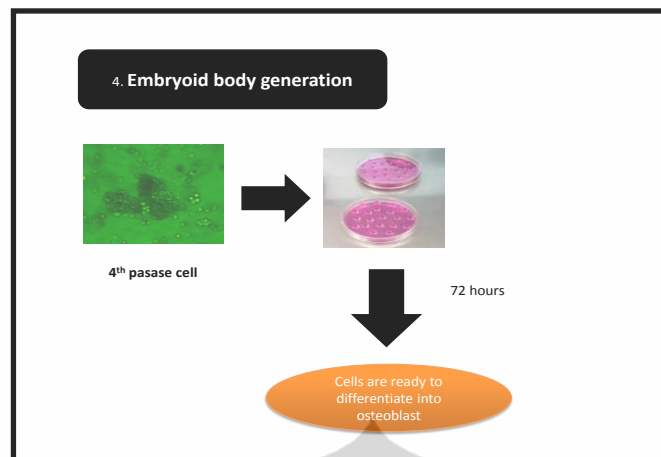 4. Embryoid body generation
4th pasase cell
72 hours
Cells are ready to
differentiate into
osteoblast